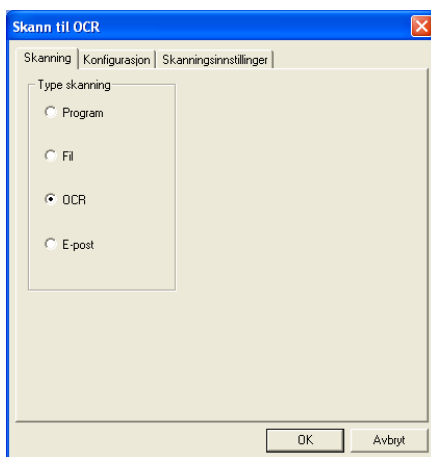 Skann til OCR
Skanning Konfigurasjon Skanningsinnstillinger
Type skanning
Program
Fil
OCR
E-post
OK Avbryt